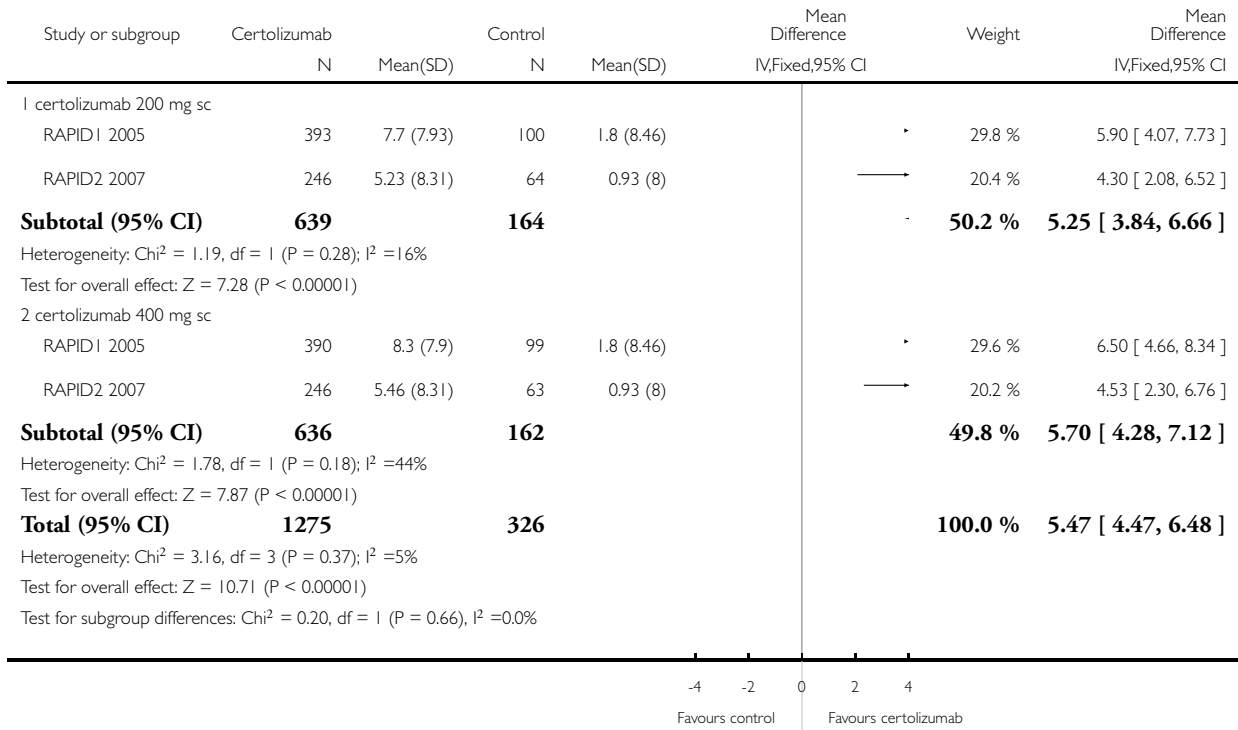 Study or subgroup Certolizumab Control Mean Difference Weight Mean Difference
N Mean(SD) N Mean(SD) IV,Fixed,95% CI IV,Fixed,95% CI
1 certolizumab 200 mg sc
RAPID1 2005 393 7.7 (7.93) 100 1.8 (8.46) 29.8 % 5.90 [ 4.07, 7.73 ]
RAPID2 2007 246 5.23 (8.31) 64 0.93 (8) 20.4 % 4.30 [ 2.08, 6.52 ]
Subtotal (95% CI) 639 164 50.2 % 5.25 [ 3.84, 6.66 ]
Heterogeneity: Chi² = 1.19, df = 1 (P = 0.28); I² =16%
Test for overall effect: Z = 7.28 (P < 0.00001)
2 certolizumab 400 mg sc
RAPID1 2005 390 8.3 (7.9) 99 1.8 (8.46) 29.6 % 6.50 [ 4.66, 8.34 ]
RAPID2 2007 246 5.46 (8.31) 63 0.93 (8) 20.2 % 4.53 [ 2.30, 6.76 ]
Subtotal (95% CI) 636 162 49.8 % 5.70 [ 4.28, 7.12 ]
Heterogeneity: Chi² = 1.78, df = 1 (P = 0.18); I² =44%
Test for overall effect: Z = 7.87 (P < 0.00001)
Total (95% CI) 1275 326 100.0 % 5.47 [ 4.47, 6.48 ]
Heterogeneity: Chi² = 3.16, df = 3 (P = 0.37); I² =5%
Test for overall effect: Z = 10.71 (P < 0.00001)
Test for subgroup differences: Chi² = 0.20, df = 1 (P = 0.66), I² =0.0%
-4 -2 0 2 4
Favours control Favours certolizumab